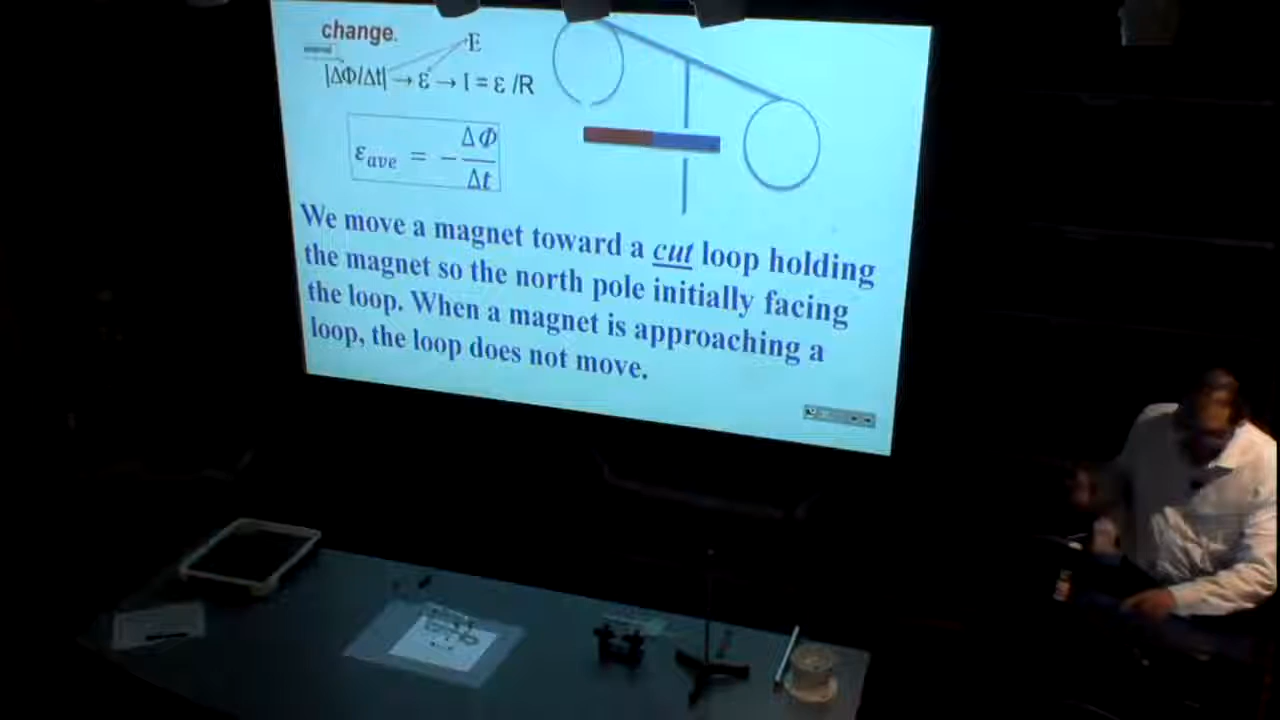 change.
E
|ΔΦ/Δt| → ε → I = ε /R
ε_ave = − ΔΦ/Δt
We move a magnet toward a cut loop holding
the magnet so the north pole initially facing
the loop. When a magnet is approaching a
loop, the loop does not move.